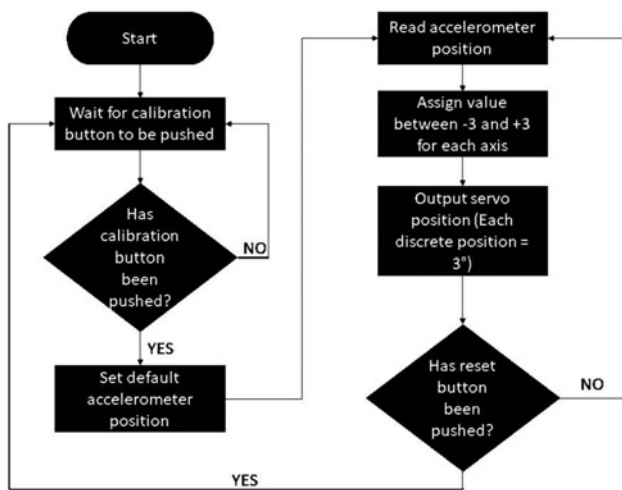 Start
Wait for calibration
button to be pushed
Has
calibration
button
been
pushed?
NO
YES
Set default
accelerometer
position
Read accelerometer
position
Assign value
between -3 and +3
for each axis
Output servo
position (Each
discrete position =
3°)
Has reset
button
been
pushed?
NO
YES